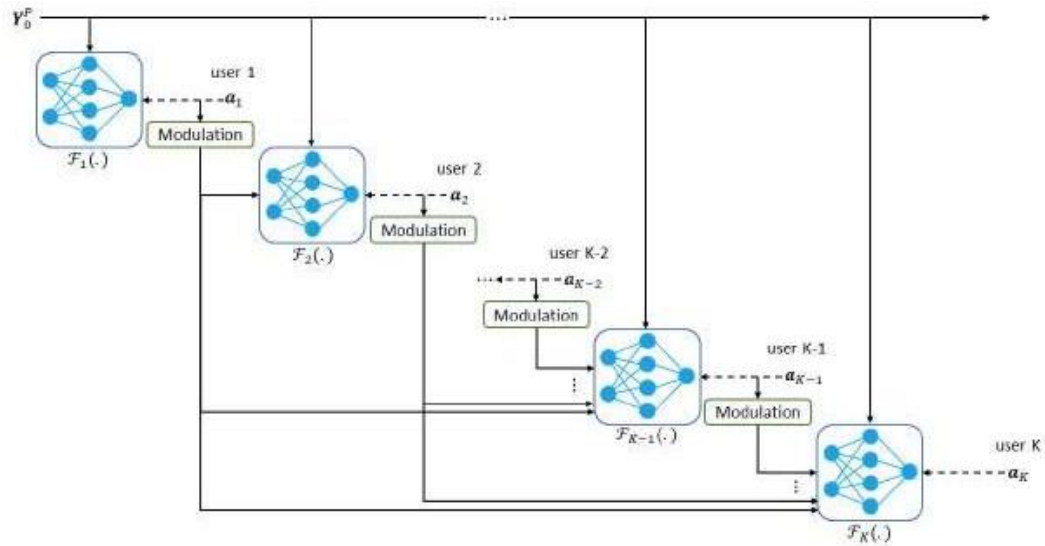 Y₀ᴾ
...
user 1
a₁
Modulation
ℱ₁(.)
user 2
a₂
Modulation
ℱ₂(.)
user K-2
... a_{K-2}
Modulation
user K-1
a_{K-1}
Modulation
...
ℱ_{K-1}(.)
user K
a_K
...
ℱ_K(.)